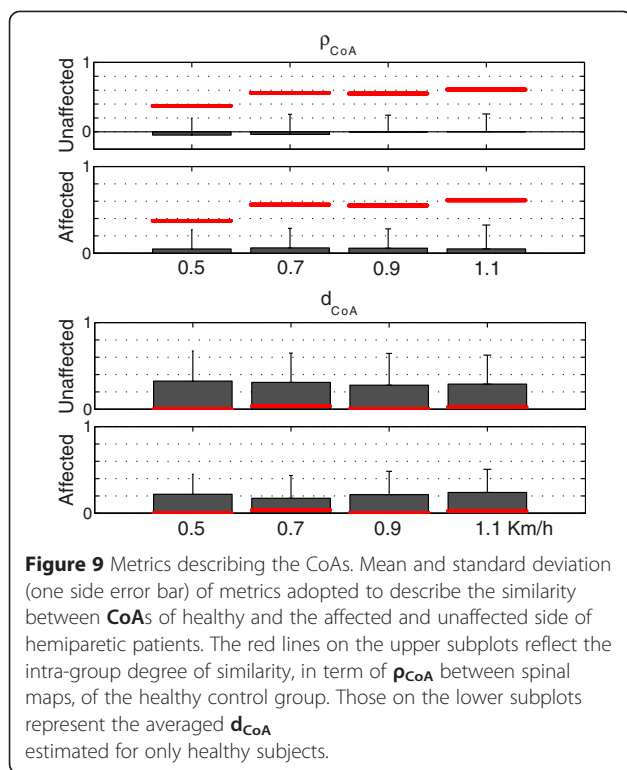 ρCoA
1
Unaffected
0
1
Affected
0
0.5 0.7 0.9 1.1
dCoA
1
Unaffected
0
1
Affected
0
0.5 0.7 0.9 1.1 Km/h
Figure 9 Metrics describing the CoAs. Mean and standard deviation
(one side error bar) of metrics adopted to describe the similarity
between CoAs of healthy and the affected and unaffected side of
hemiparetic patients. The red lines on the upper subplots reflect the
intra-group degree of similarity, in term of ρCoA between spinal
maps, of the healthy control group. Those on the lower subplots
represent the averaged dCoA
estimated for only healthy subjects.